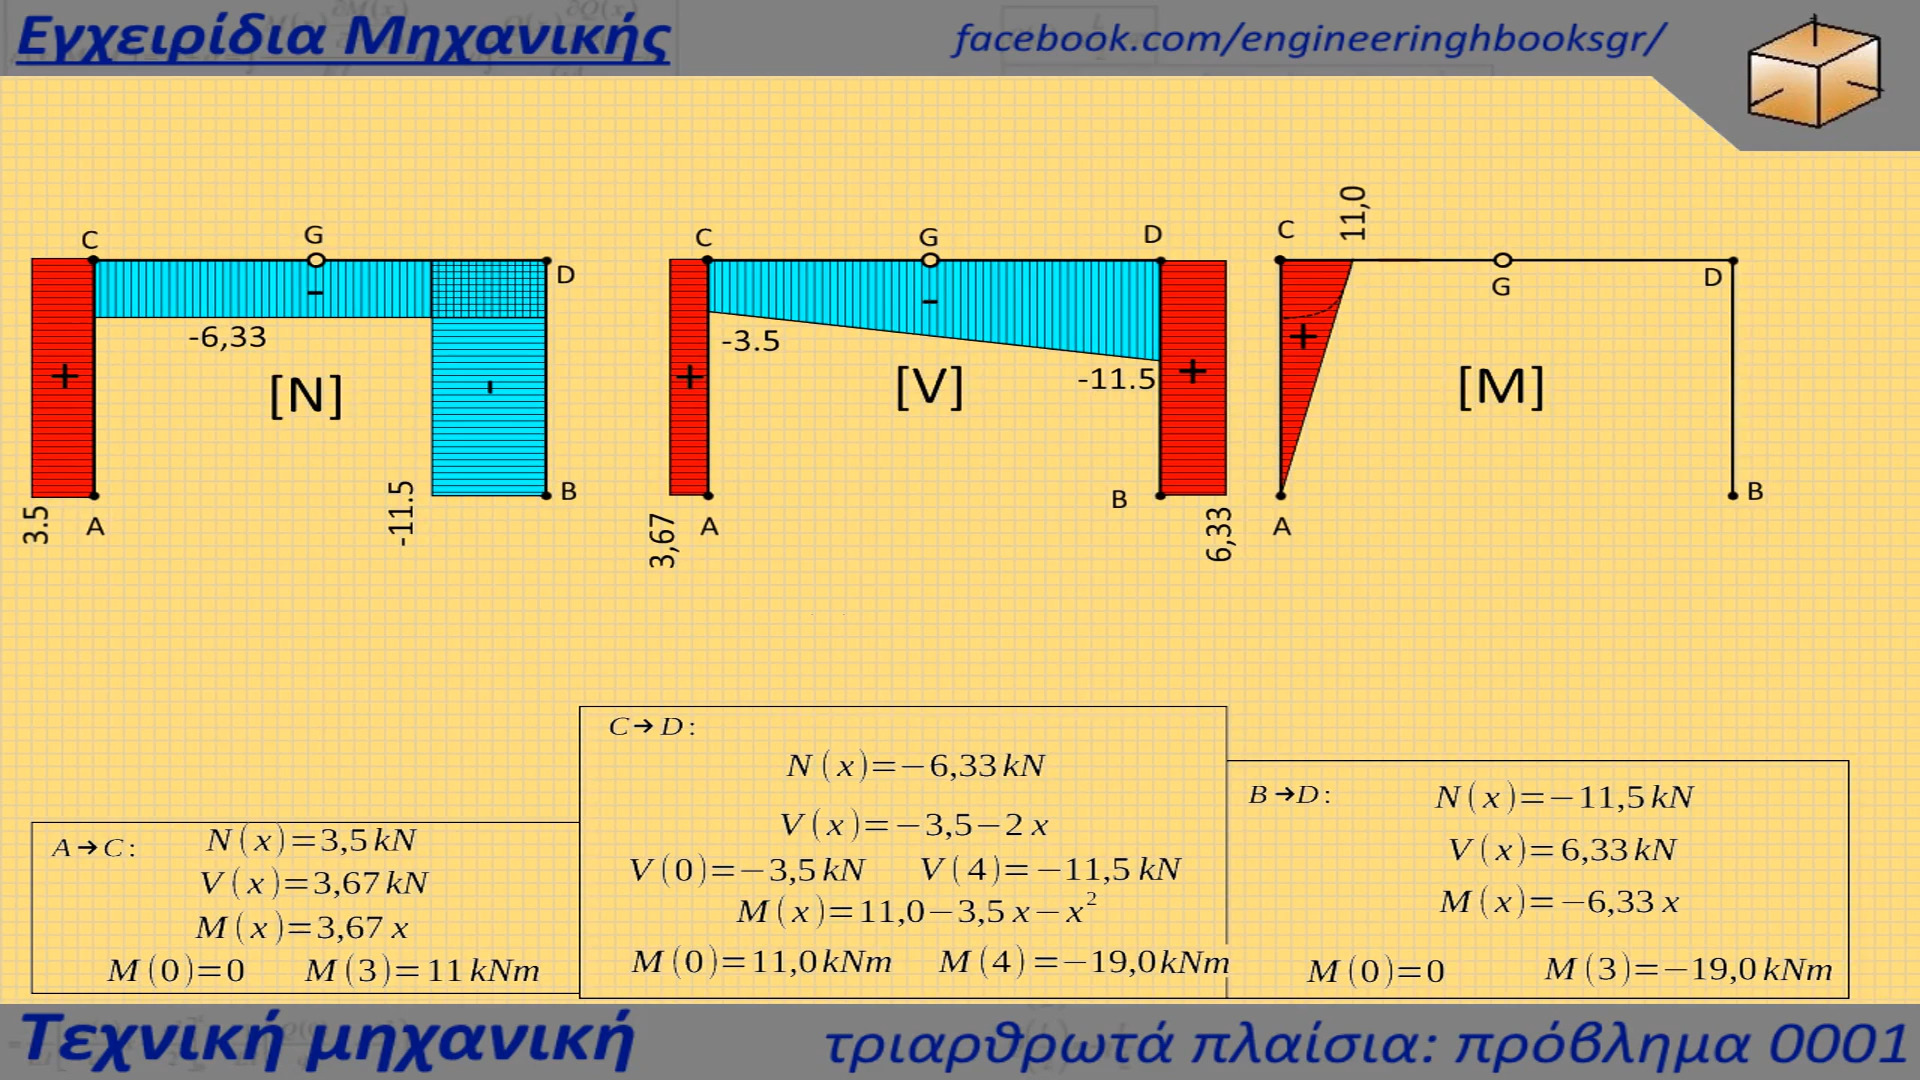 Εγχειρίδια Μηχανικής
facebook.com/engineeringhbooksgr/
C G D
-6,33
+ - -
[N]
3.5 A -11.5 B
C G D
-3.5
-11.5
+ - +
[V]
3,67 A B 6,33
C 11,0 G D
+
[M]
A B
A→C:
N(x)=3,5kN
V(x)=3,67kN
M(x)=3,67x
M(0)=0 M(3)=11kNm
C→D:
N(x)=−6,33kN
V(x)=−3,5−2x
V(0)=−3,5kN V(4)=−11,5kN
M(x)=11,0−3,5x−x²
M(0)=11,0kNm M(4)=−19,0kNm
B→D:
N(x)=−11,5kN
V(x)=6,33kN
M(x)=−6,33x
M(0)=0 M(3)=−19,0kNm
Τεχνική μηχανική
τριαρθρωτά πλαίσια: πρόβλημα 0001